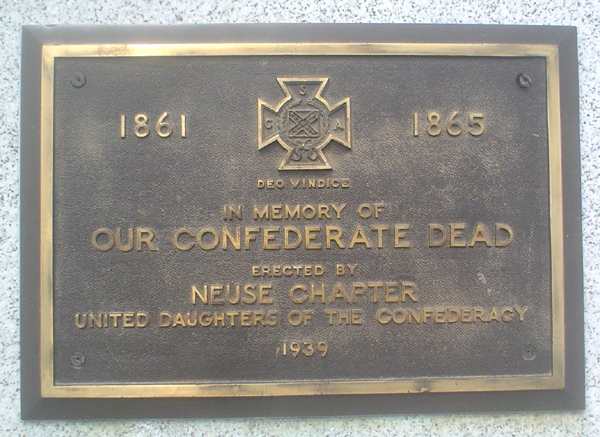 1861 1865
C S A
DEO VINDICE
IN MEMORY OF
OUR CONFEDERATE DEAD
ERECTED BY
NEUSE CHAPTER
UNITED DAUGHTERS OF THE CONFEDERACY
1939